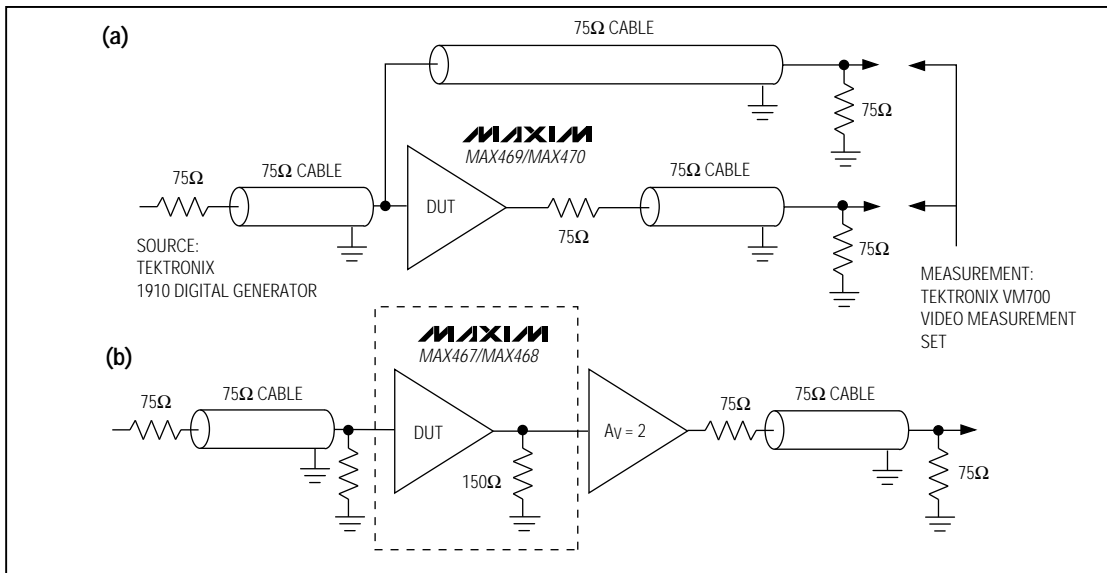 (a)
75Ω CABLE
75Ω
MAXIM
MAX469/MAX470
75Ω
75Ω CABLE
DUT
75Ω CABLE
75Ω
75Ω
SOURCE:
TEKTRONIX
1910 DIGITAL GENERATOR
MEASUREMENT:
TEKTRONIX VM700
VIDEO MEASUREMENT
SET
(b)
MAXIM
MAX467/MAX468
75Ω
75Ω CABLE
DUT
150Ω
AV = 2
75Ω
75Ω CABLE
75Ω